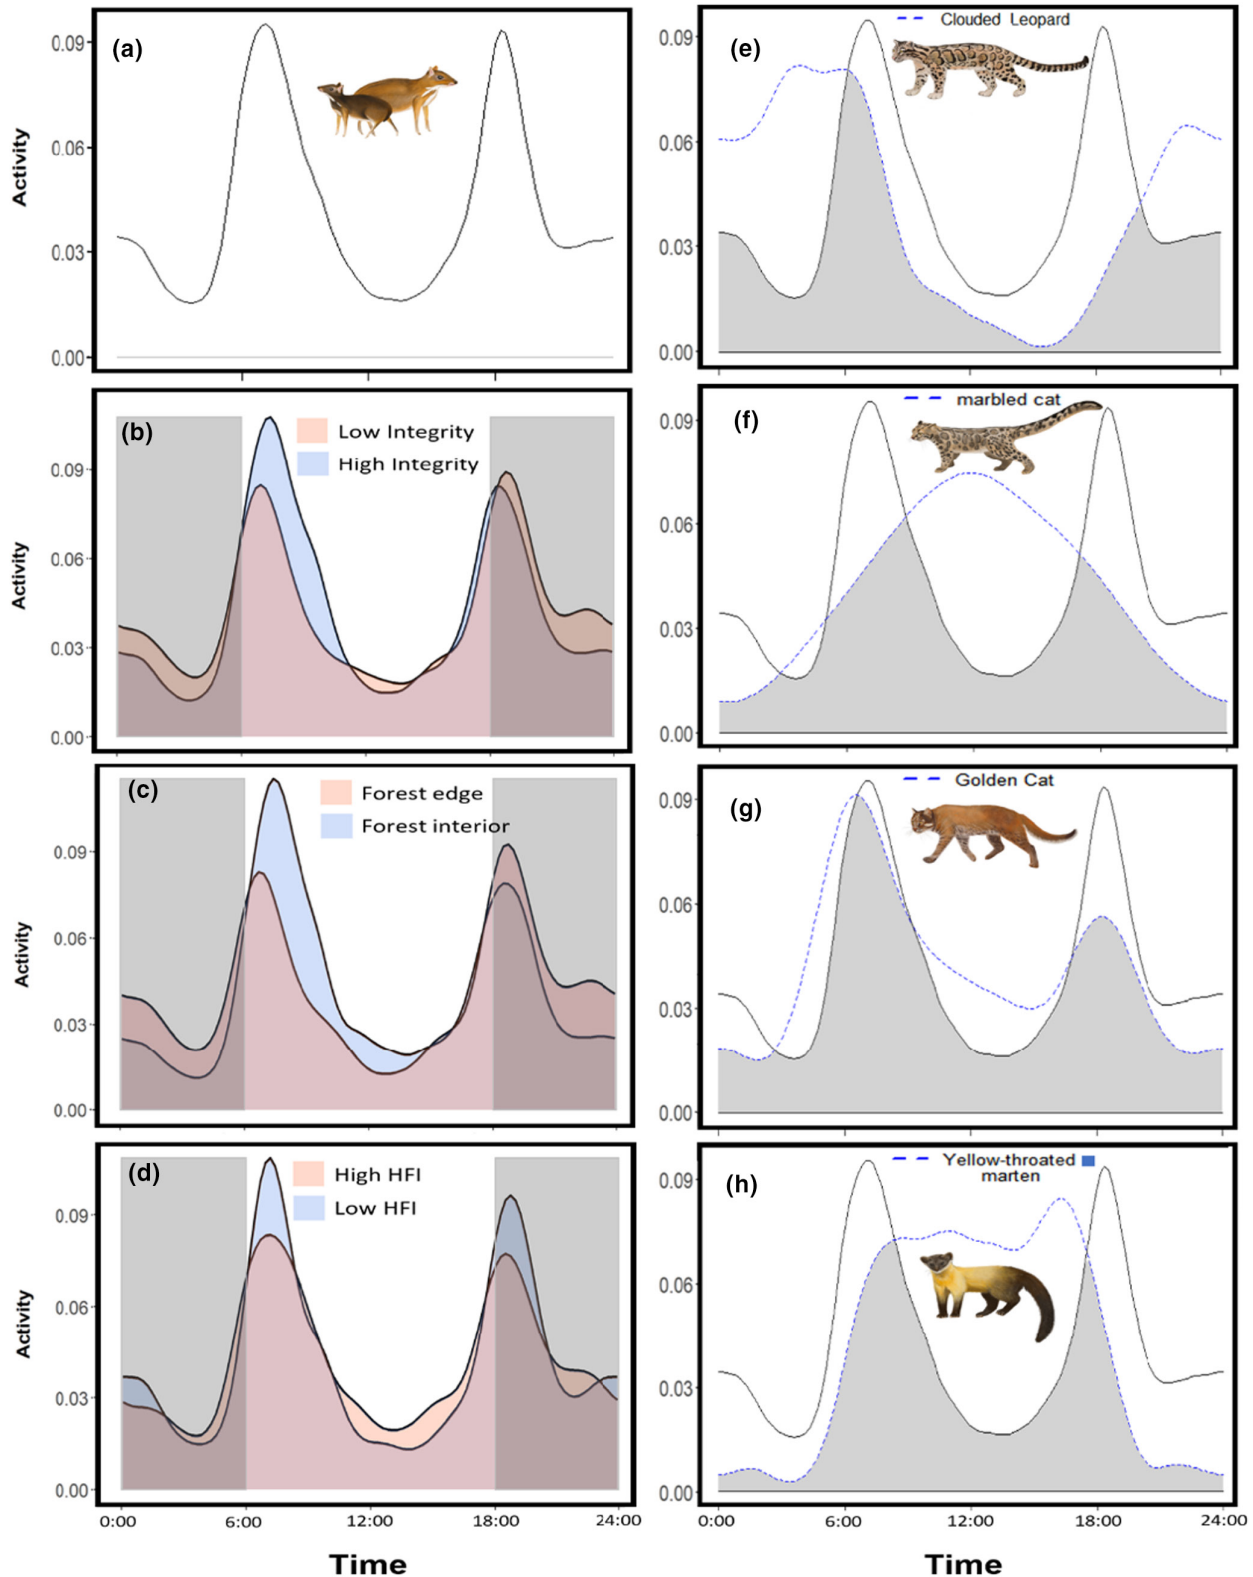 (a)
0.09
0.06
0.03
0.00
Activity
(b)
Low Integrity
High Integrity
0.09
0.06
0.03
0.00
Activity
(c)
Forest edge
Forest interior
0.09
0.06
0.03
0.00
Activity
(d)
High HFI
Low HFI
0.09
0.06
0.03
0.00
Activity
0:00 6:00 12:00 18:00 24:00
Time
(e)
Clouded Leopard
0.09
0.06
0.03
0.00
(f)
marbled cat
0.09
0.06
0.03
0.00
(g)
Golden Cat
0.09
0.06
0.03
0.00
(h)
Yellow-throated
marten
0.09
0.06
0.03
0.00
0:00 6:00 12:00 18:00 24:00
Time